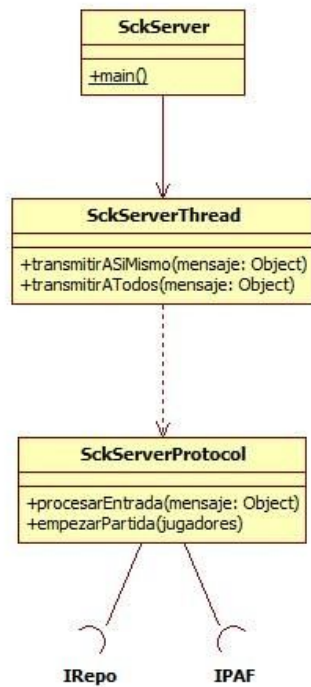 SckServer
+main()
SckServerThread
+transmitirASiMismo(mensaje: Object)
+transmitirATodos(mensaje: Object)
SckServerProtocol
+procesarEntrada(mensaje: Object)
+empezarPartida(jugadores)
IRepo
IPAF